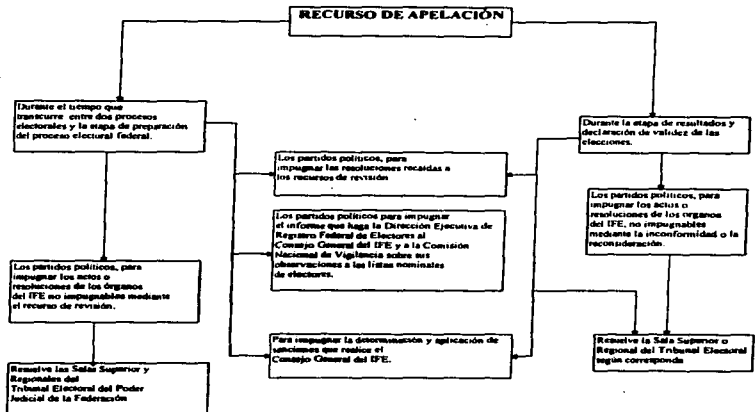 RECURSO DE APELACIÓN
Durante el tiempo que
transcurre entre dos procesos
electorales y la etapa de preparación
del proceso electural federal.
Durante la etapa de resultados y
declaración de validez de las
elecciones.
Los partidos políticos, para
impugnar las resoluciones recaídas a
los recursos de revisión
Los partidos políticos para impugnar
el informe que haga la Dirección Ejecutiva de
Registro Federal de Electores al
Consejo General del IFE y a la Comisión
Nacional de Vigilancia sobre sus
observaciones a las listas nominales
de electores.
Los partidos políticos, para
impugnar los actos o
resoluciones de los órganos
del IFE, no impugnables
mediante la inconformidad o la
reconsideración.
Los partidos políticos, para
impugnar los actos o
resoluciones de los órganos
del IFE no impugnables mediante
el recurso de revisión.
Para impugnar la determinación y aplicación de
sanciones que realice el
Consejo General del IFE.
Resuelve la Sala Superior o
Regional del Tribunal Electoral
según corresponda
Resuelve las Salas Superior y
Regionales del
Tribunal Electoral del Poder
Judicial de la Federación